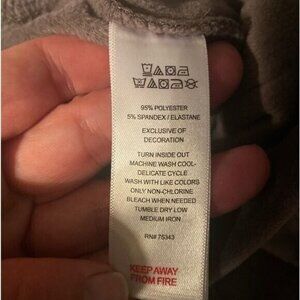 95% POLYESTER
5% SPANDEX / ELASTANE
EXCLUSIVE OF
DECORATION
TURN INSIDE OUT
MACHINE WASH COOL-
DELICATE CYCLE
WASH WITH LIKE COLORS
ONLY NON-CHLORINE
BLEACH WHEN NEEDED
TUMBLE DRY LOW
MEDIUM IRON
RN# 75343
KEEP AWAY
FROM FIRE